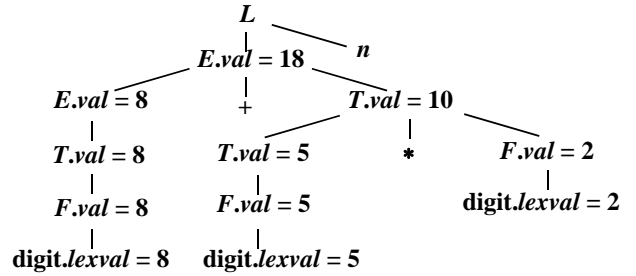 L
n
E.val = 18
E.val = 8
+
T.val = 10
T.val = 8
T.val = 5
*
F.val = 2
F.val = 8
F.val = 5
digit.lexval = 2
digit.lexval = 8
digit.lexval = 5